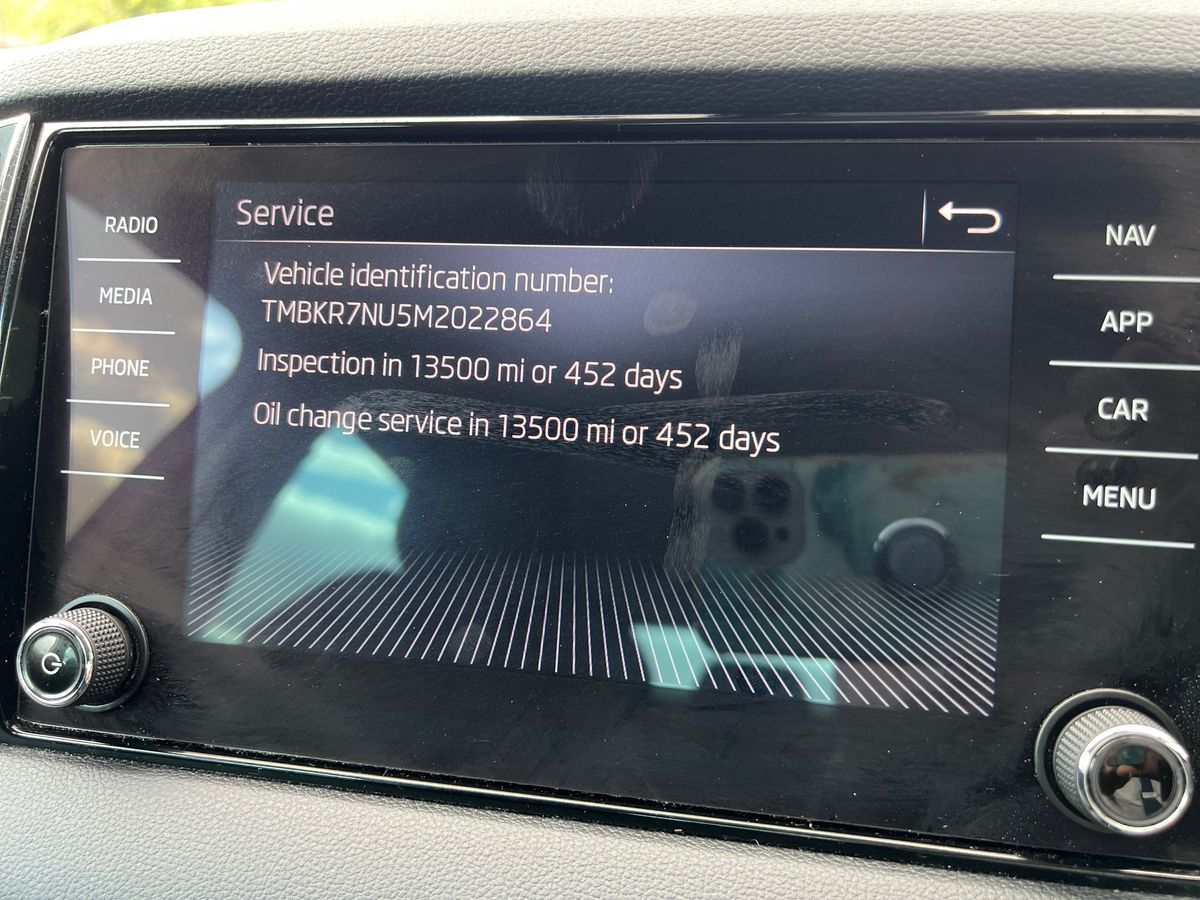 Service
Vehicle identification number:
TMBKR7NU5M2022864
Inspection in 13500 mi or 452 days
Oil change service in 13500 mi or 452 days
RADIO
MEDIA
PHONE
VOICE
NAV
APP
CAR
MENU